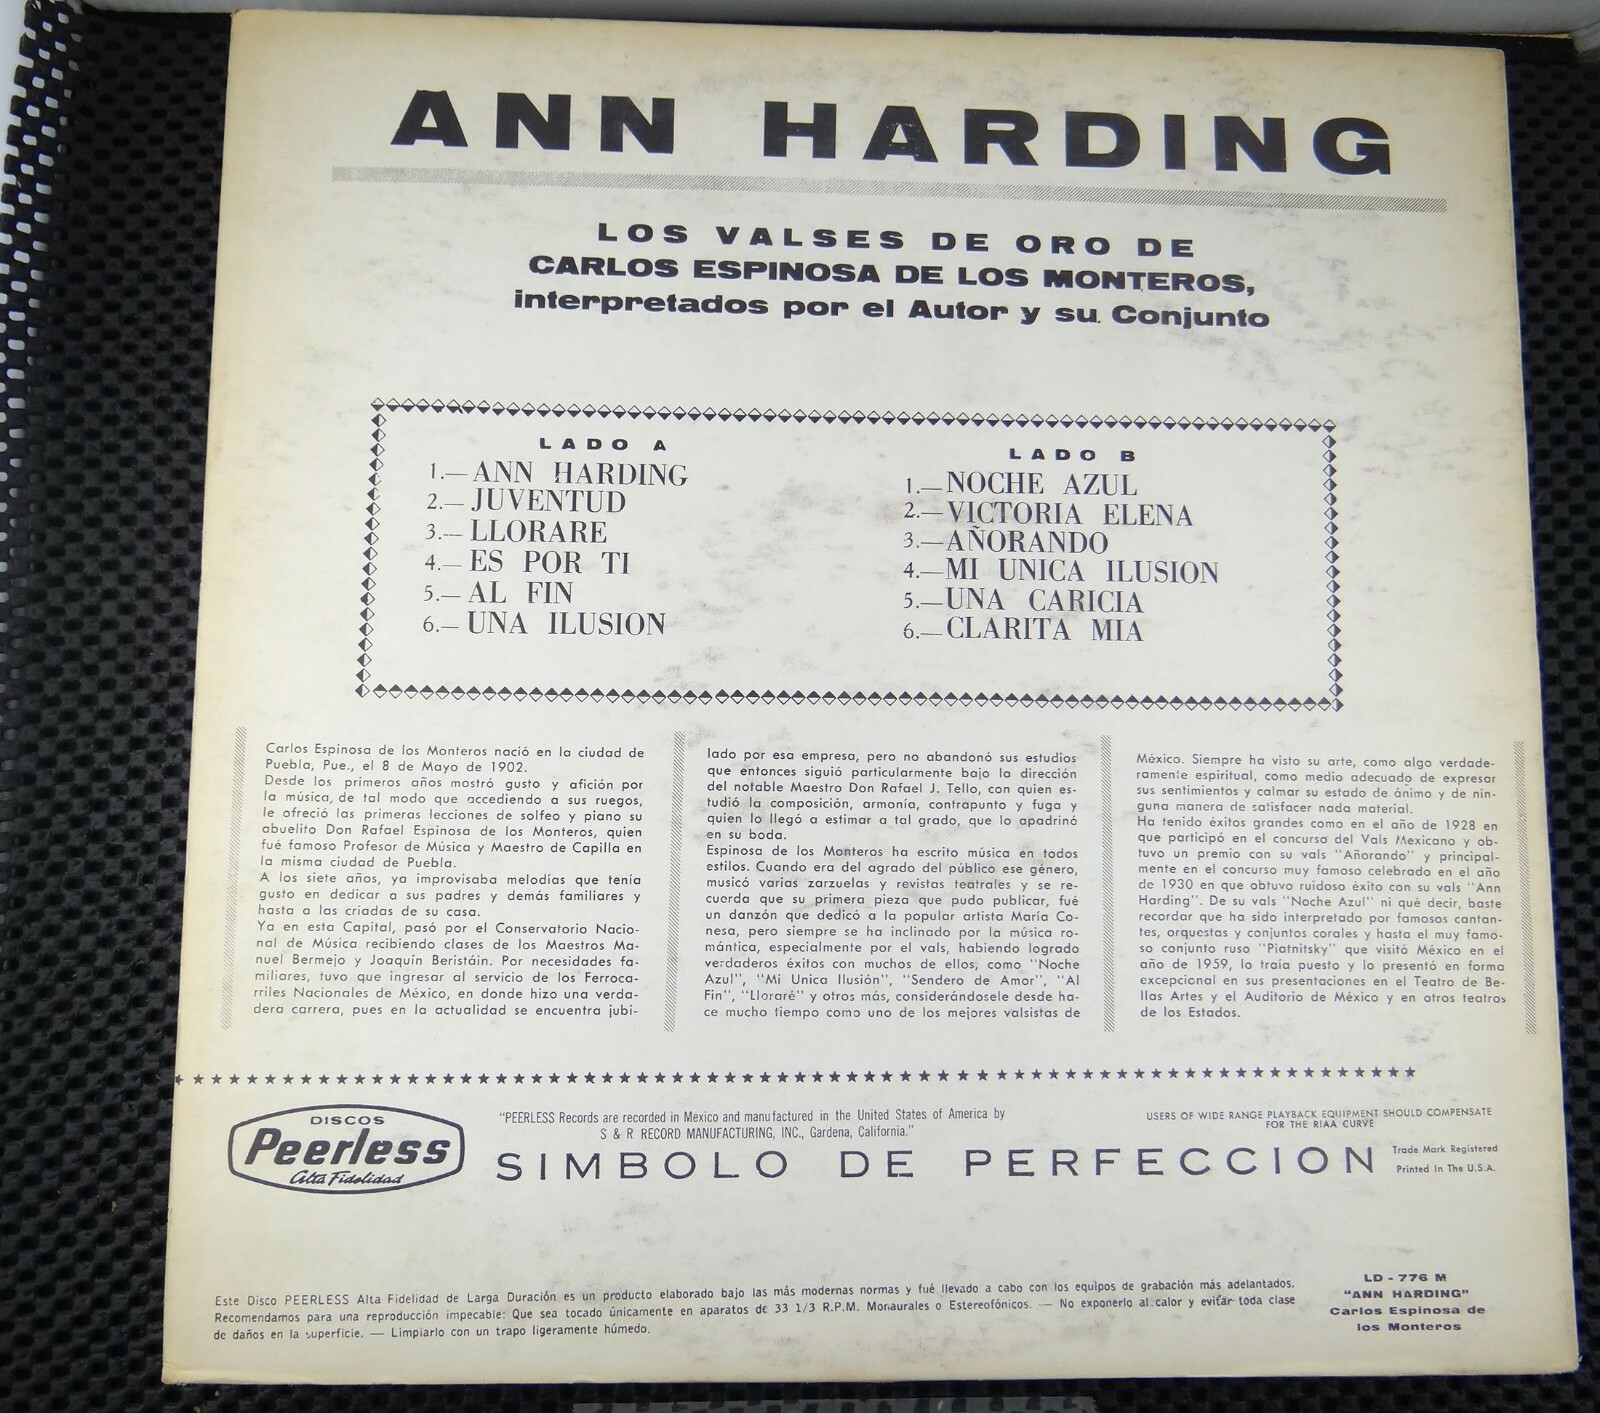 ANN HARDING
LOS VALSES DE ORO DE
CARLOS ESPINOSA DE LOS MONTEROS,
interpretados por el Autor y su Conjunto
LADO A
1.— ANN HARDING
2.— JUVENTUD
3.— LLORARE
4.— ES POR TI
5.— AL FIN
6.— UNA ILUSION
LADO B
1.—NOCHE AZUL
2.—VICTORIA ELENA
3.—AÑORANDO
4.—MI UNICA ILUSION
5.—UNA CARICIA
6.—CLARITA MIA
Carlos Espinosa de los Monteros nació en la ciudad de
Puebla, Pue., el 8 de Mayo de 1902.
Desde los primeros años mostró gusto y afición por
la música, de tal modo que accediendo a sus ruegos,
le ofreció las primeras lecciones de solfeo y piano su
abuelito Don Rafael Espinosa de los Monteros, quien
fué famoso Profesor de Música y Maestro de Capilla en
la misma ciudad de Puebla.
A los siete años, ya improvisaba melodías que tenía
gusto en dedicar a sus padres y demás familiares y
hasta a las criadas de su casa.
Ya en esta Capital, pasó por el Conservatorio Nacio-
nal de Música recibiendo clases de los Maestros Ma-
nuel Bermejo y Joaquín Beristáin. Por necesidades fa-
miliares, tuvo que ingresar al servicio de los Ferroca-
rriles Nacionales de México, en donde hizo una verda-
dera carrera, pues en la actualidad se encuentra jubi-
lado por esa empresa, pero no abandonó sus estudios
que entonces siguió particularmente bajo la dirección
del notable Maestro Don Rafael J. Tello, con quien es-
tudió la composición, armonía, contrapunto y fuga y
quien lo llegó a estimar a tal grado, que lo apadrinó
en su boda.
Espinosa de los Monteros ha escrito música en todos
estilos. Cuando era del agrado del público ese género,
musicó varias zarzuelas y revistas teatrales y se re-
cuerda que su primera pieza que pudo publicar, fué
un danzón que dedicó a la popular artista María Co-
nesa, pero siempre se ha inclinado por la música ro-
mántica, especialmente por el vals, habiendo logrado
verdaderos éxitos con muchos de ellos, como "Noche
Azul", "Mi Unica Ilusión", "Sendero de Amor", "Al
Fin", "Lloraré" y otros más, considerándosele desde ha-
ce mucho tiempo como uno de los mejores valsistas de
México. Siempre ha visto su arte, como algo verdade-
ramente espiritual, como medio adecuado de expresar
sus sentimientos y calmar su estado de ánimo y de nin-
guna manera de satisfacer nada material.
Ha tenido éxitos grandes como en el año de 1928 en
que participó en el concurso del Vals Mexicano y ob-
tuvo un premio con su vals "Añorando" y principal-
mente en el concurso muy famoso celebrado en el año
de 1930 en que obtuvo ruidoso éxito con su vals "Ann
Harding". De su vals "Noche Azul" ni qué decir, baste
recordar que ha sido interpretado por famosos cantan-
tes, orquestas y conjuntos corales y hasta el muy famo-
so conjunto ruso "Piatnitsky" que visitó México en el
año de 1959, lo traía puesto y lo presentó en forma
excepcional en sus presentaciones en el Teatro de Be-
llas Artes y el Auditorio de México y en otros teatros
de los Estados.
DISCOS
Peerless
Alta Fidelidad
"PEERLESS Records are recorded in Mexico and manufactured in the United States of America by
S & R RECORD MANUFACTURING, INC., Gardena, California."
USERS OF WIDE RANGE PLAYBACK EQUIPMENT SHOULD COMPENSATE
FOR THE RIAA CURVE
SIMBOLO DE PERFECCION
Trade Mark Registered
Printed In The U.S.A.
Este Disco PEERLESS Alta Fidelidad de Larga Duración es un producto elaborado bajo las más modernas normas y fué llevado a cabo con los equipos de grabación más adelantados.
Recomendamos para una reproducción impecable: Que sea tocado únicamente en aparatos de 33 1/3 R.P.M. Monaurales o Estereofónicos. — No exponerlo al calor y evitar toda clase
de daños en la superficie. — Limpiarlo con un trapo ligeramente húmedo.
LD - 776 M
"ANN HARDING"
Carlos Espinosa de
los Monteros